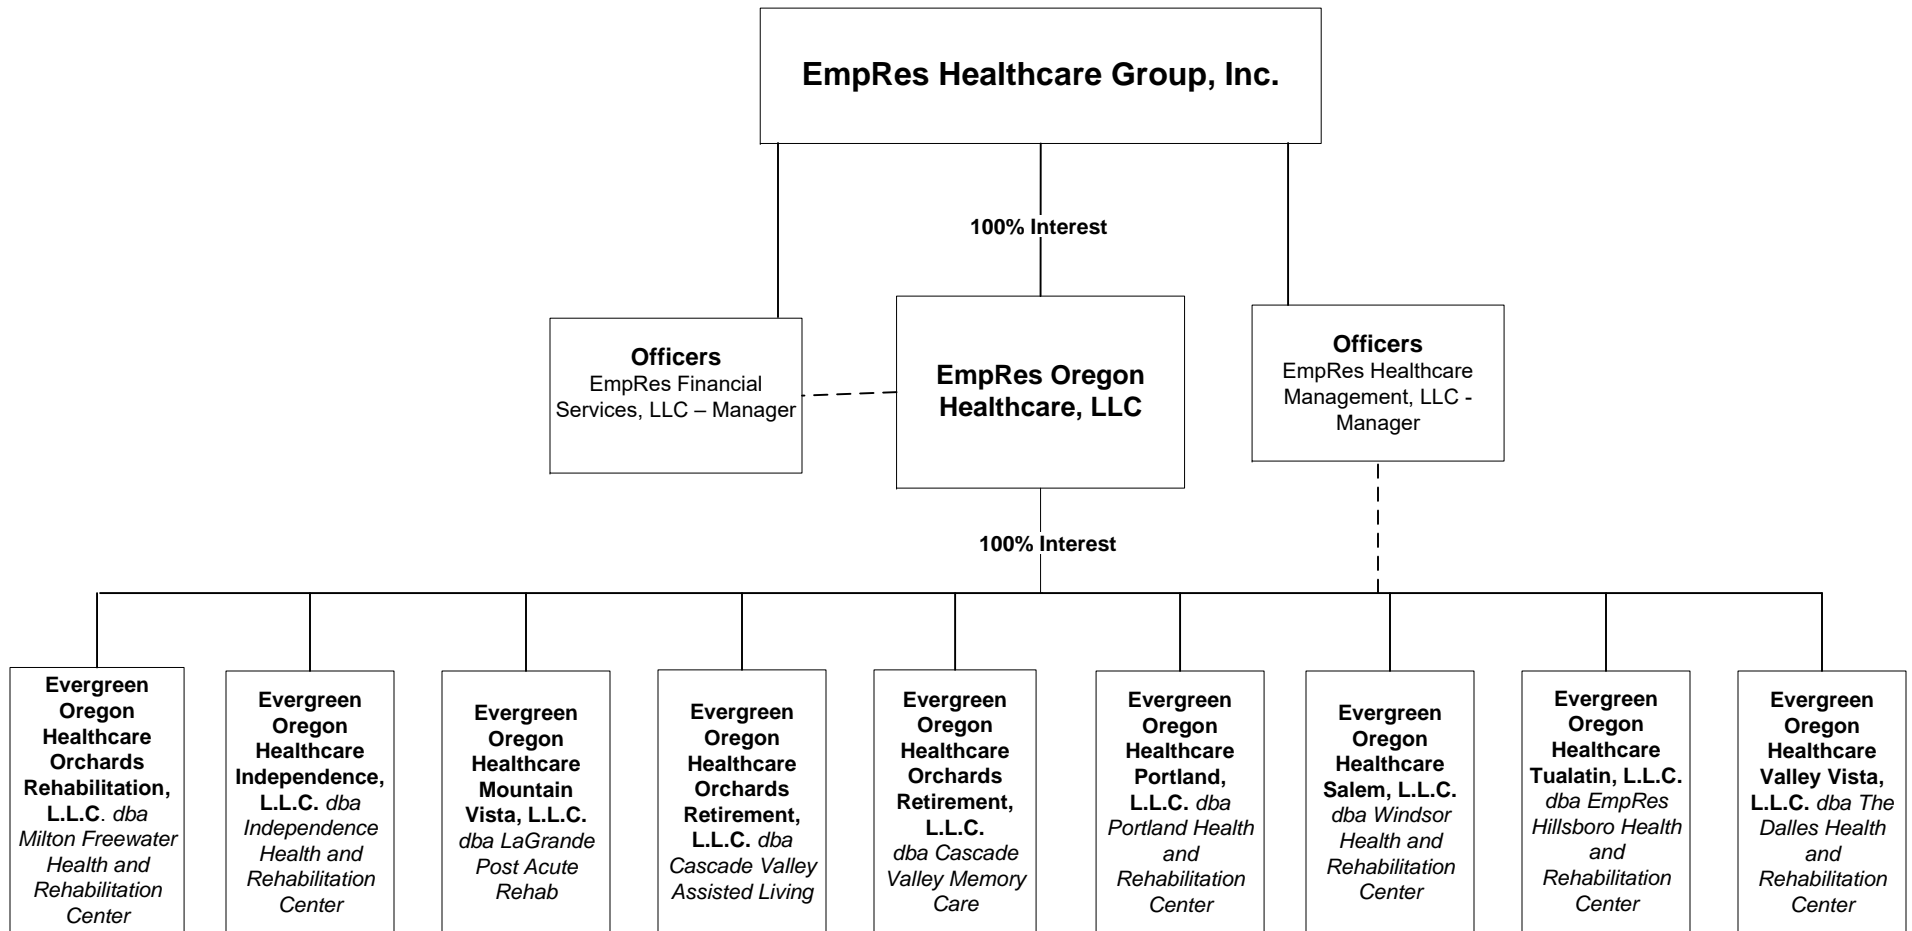 EmpRes Healthcare Group, Inc.
100% Interest
Officers
EmpRes Financial
Services, LLC – Manager
EmpRes Oregon
Healthcare, LLC
Officers
EmpRes Healthcare
Management, LLC -
Manager
100% Interest
Evergreen
Oregon
Healthcare
Orchards
Rehabilitation,
L.L.C. dba
Milton Freewater
Health and
Rehabilitation
Center
Evergreen
Oregon
Healthcare
Independence,
L.L.C. dba
Independence
Health and
Rehabilitation
Center
Evergreen
Oregon
Healthcare
Mountain
Vista, L.L.C.
dba LaGrande
Post Acute
Rehab
Evergreen
Oregon
Healthcare
Orchards
Retirement,
L.L.C. dba
Cascade Valley
Assisted Living
Evergreen
Oregon
Healthcare
Orchards
Retirement,
L.L.C.
dba Cascade
Valley Memory
Care
Evergreen
Oregon
Healthcare
Portland,
L.L.C. dba
Portland Health
and
Rehabilitation
Center
Evergreen
Oregon
Healthcare
Salem, L.L.C.
dba Windsor
Health and
Rehabilitation
Center
Evergreen
Oregon
Healthcare
Tualatin, L.L.C.
dba EmpRes
Hillsboro Health
and
Rehabilitation
Center
Evergreen
Oregon
Healthcare
Valley Vista,
L.L.C. dba The
Dalles Health
and
Rehabilitation
Center